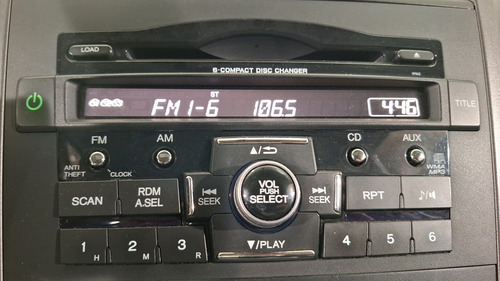 LOAD
6-COMPACT DISC CHANGER
ST
FM1-6 106.5 4:46
TITLE
FM AM CD AUX
ANTI THEFT CLOCK
WMA
MP3
SCAN RDM A.SEL SEEK VOL PUSH SELECT SEEK RPT
▼/PLAY
1 H 2 M 3 R 4 5 6